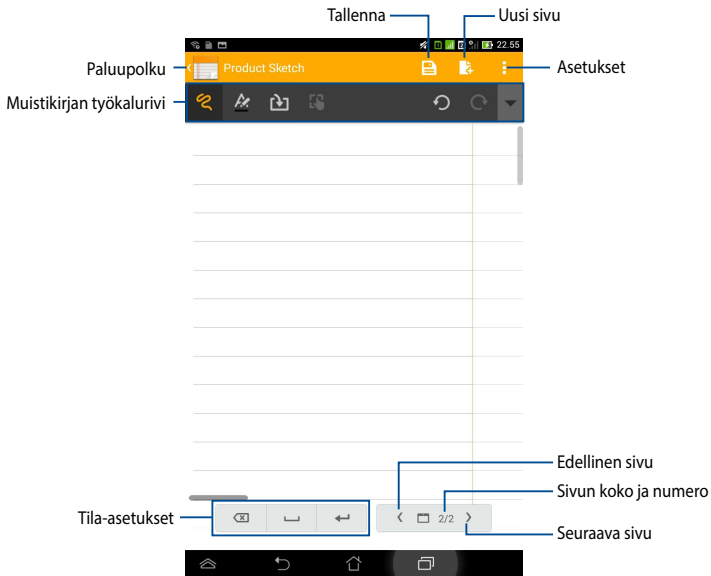 Tallenna
Uusi sivu
22.55
Paluupolku
Product Sketch
Asetukset
Muistikirjan työkalurivi
Edellinen sivu
Sivun koko ja numero
Tila-asetukset
2/2
Seuraava sivu